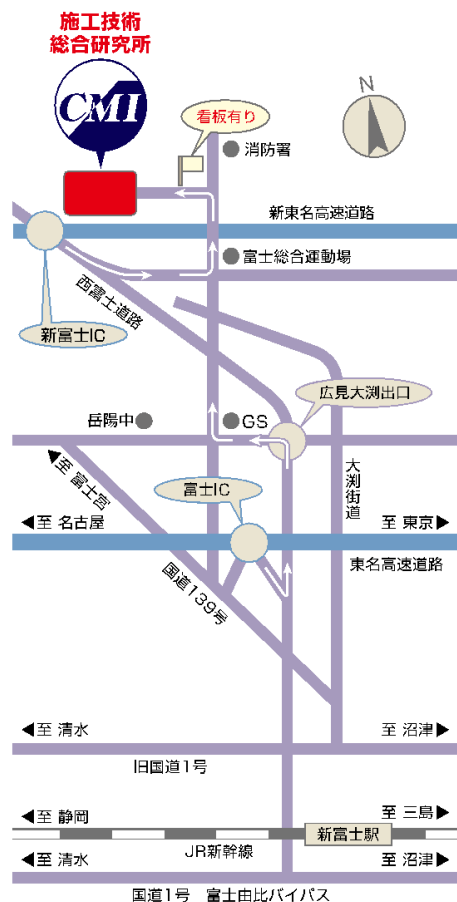 施工技術
総合研究所
CMI
看板有り
N
消防署
新東名高速道路
富士総合運動場
西富士道路
新富士IC
広見大渕出口
岳陽中
GS
大渕街道
◀至 富士宮
富士IC
◀至 名古屋
至 東京▶
東名高速道路
国道139号
◀至 清水
至 沼津▶
旧国道1号
◀至 静岡
至 三島▶
新富士駅
JR新幹線
◀至 清水
至 沼津▶
国道1号 富士由比バイパス